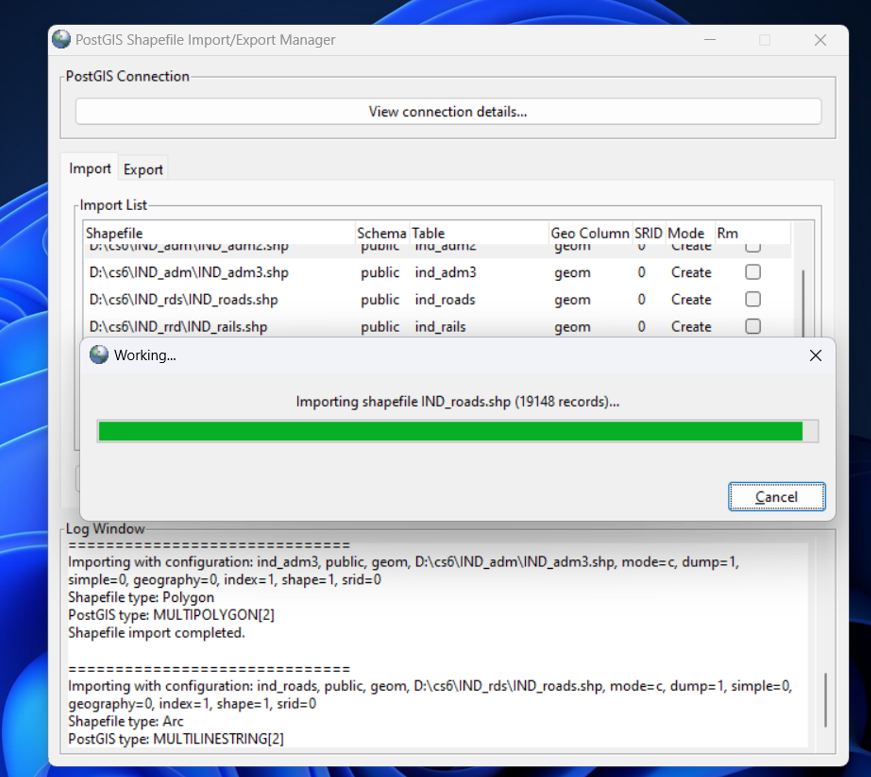 PostGIS Shapefile Import/Export Manager
PostGIS Connection
View connection details...
Import Export
Import List
Shapefile Schema Table Geo Column SRID Mode Rm
D:\cs6\IND_adm\IND_adm2.shp public ind_adm2 geom 0 Create
D:\cs6\IND_adm\IND_adm3.shp public ind_adm3 geom 0 Create
D:\cs6\IND_rds\IND_roads.shp public ind_roads geom 0 Create
D:\cs6\IND_rrd\IND_rails.shp public ind_rails geom 0 Create
Working...
Importing shapefile IND_roads.shp (19148 records)...
Cancel
Log Window
==============================
Importing with configuration: ind_adm3, public, geom, D:\cs6\IND_adm\IND_adm3.shp, mode=c, dump=1,
simple=0, geography=0, index=1, shape=1, srid=0
Shapefile type: Polygon
PostGIS type: MULTIPOLYGON[2]
Shapefile import completed.
==============================
Importing with configuration: ind_roads, public, geom, D:\cs6\IND_rds\IND_roads.shp, mode=c, dump=1, simple=0,
geography=0, index=1, shape=1, srid=0
Shapefile type: Arc
PostGIS type: MULTILINESTRING[2]